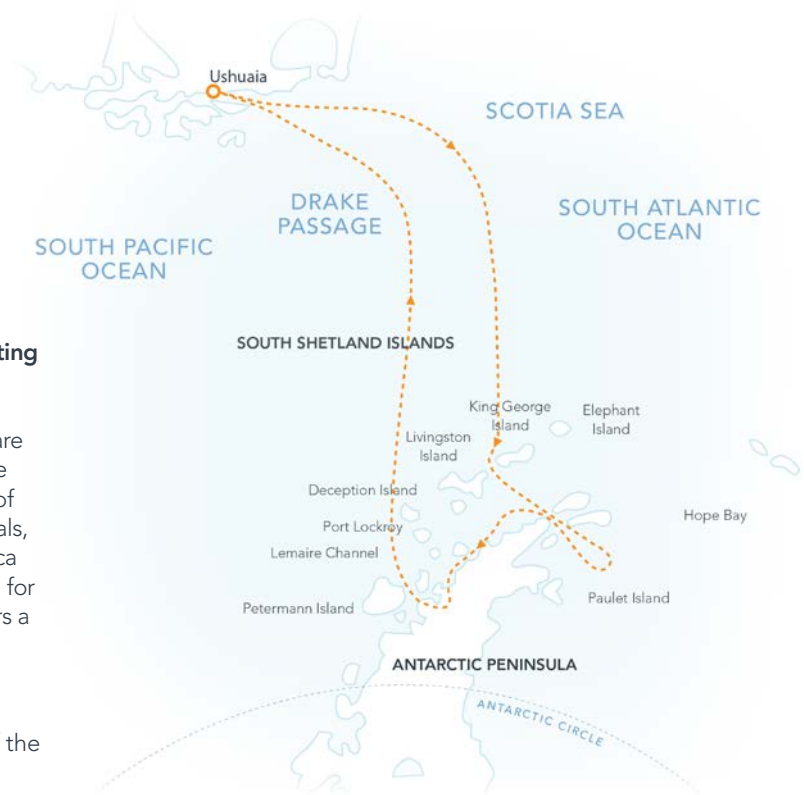 Ushuaia
SCOTIA SEA
DRAKE
PASSAGE
SOUTH ATLANTIC
OCEAN
SOUTH PACIFIC
OCEAN
SOUTH SHETLAND ISLANDS
King George
Island
Elephant
Island
Livingston
Island
Deception Island
Port Lockroy
Lemaire Channel
Hope Bay
Petermann Island
Paulet Island
ANTARCTIC PENINSULA
ANTARCTIC CIRCLE
ting
are
e
of
als,
ca
for
rs a
the